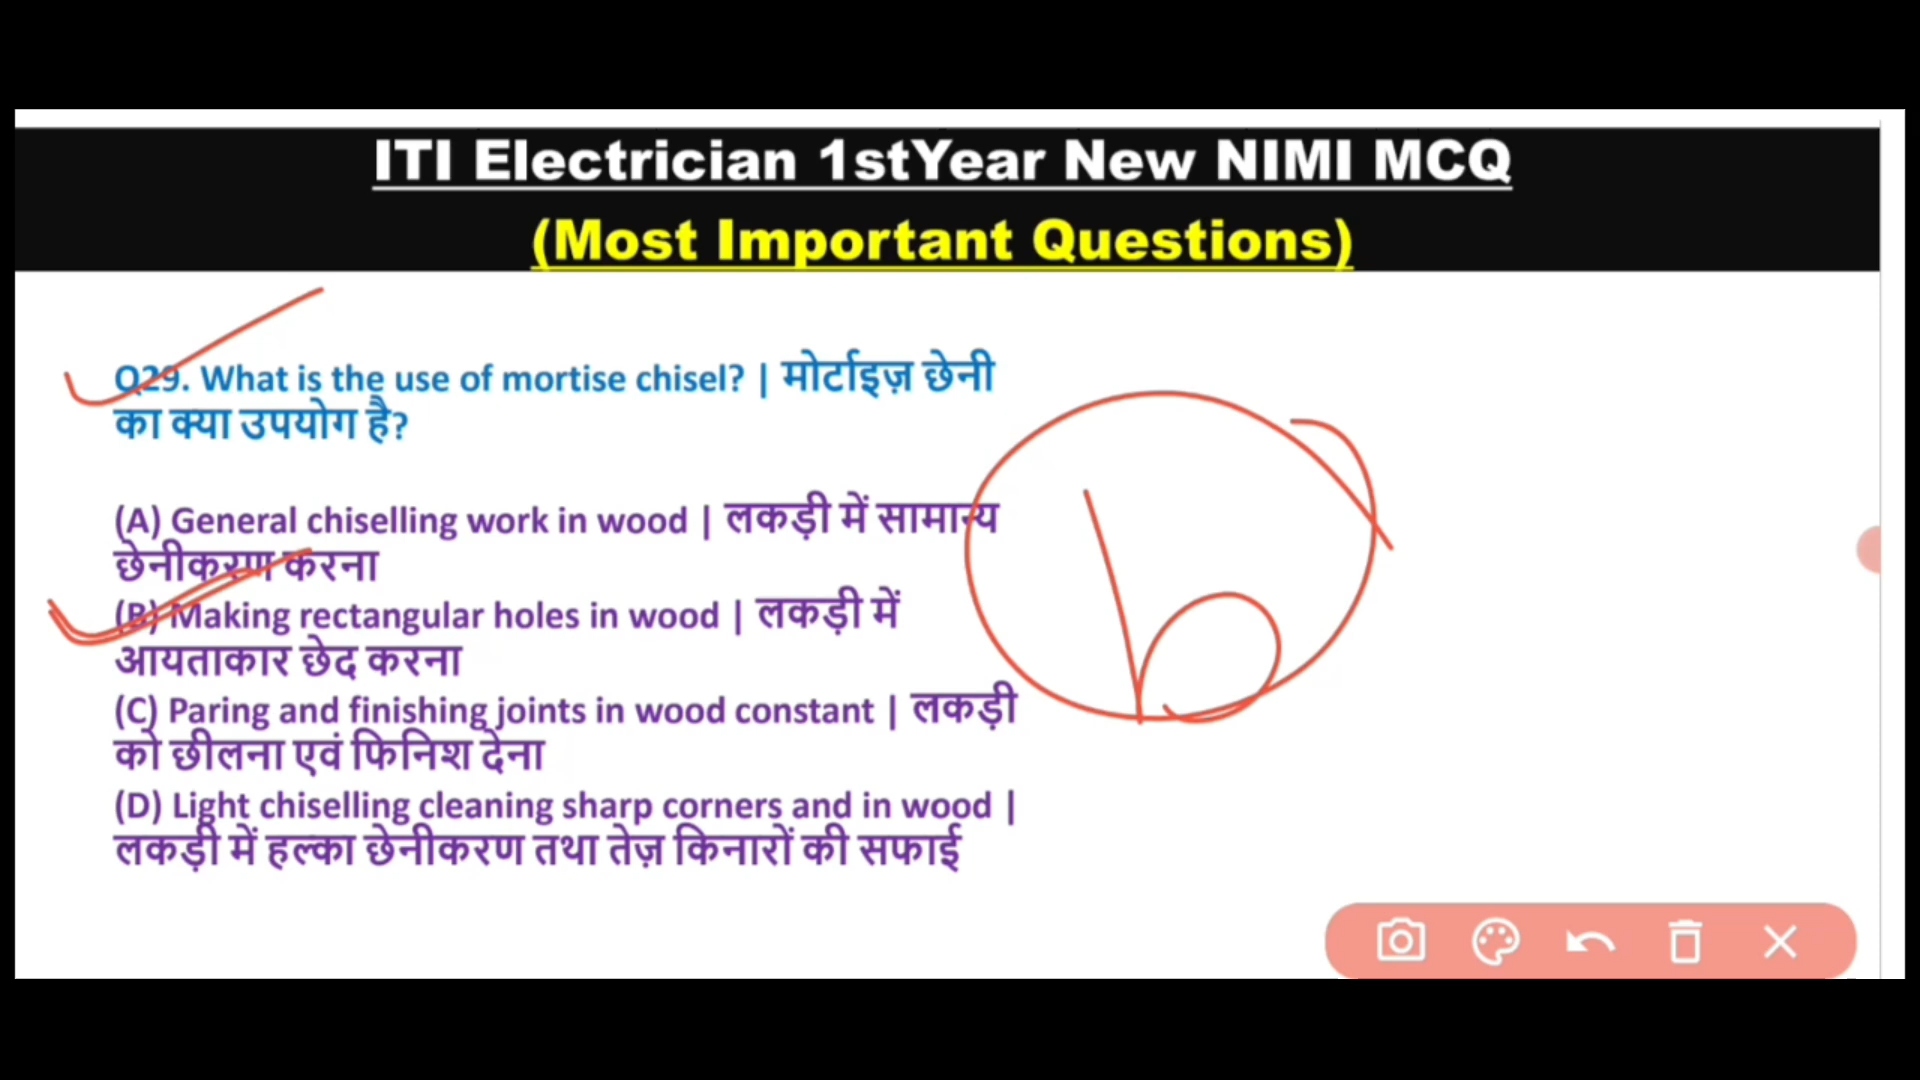 ITI Electrician 1stYear New NIMI MCQ
(Most Important Questions)
Q29. What is the use of mortise chisel? | मोर्टाइज़ छेनी
का क्या उपयोग है?
(A) General chiselling work in wood | लकड़ी में सामान्य
छेनीकरण करना
(B) Making rectangular holes in wood | लकड़ी में
आयताकार छेद करना
(C) Paring and finishing joints in wood constant | लकड़ी
को छीलना एवं फिनिश देना
(D) Light chiselling cleaning sharp corners and in wood |
लकड़ी में हल्का छेनीकरण तथा तेज़ किनारों की सफाई
b